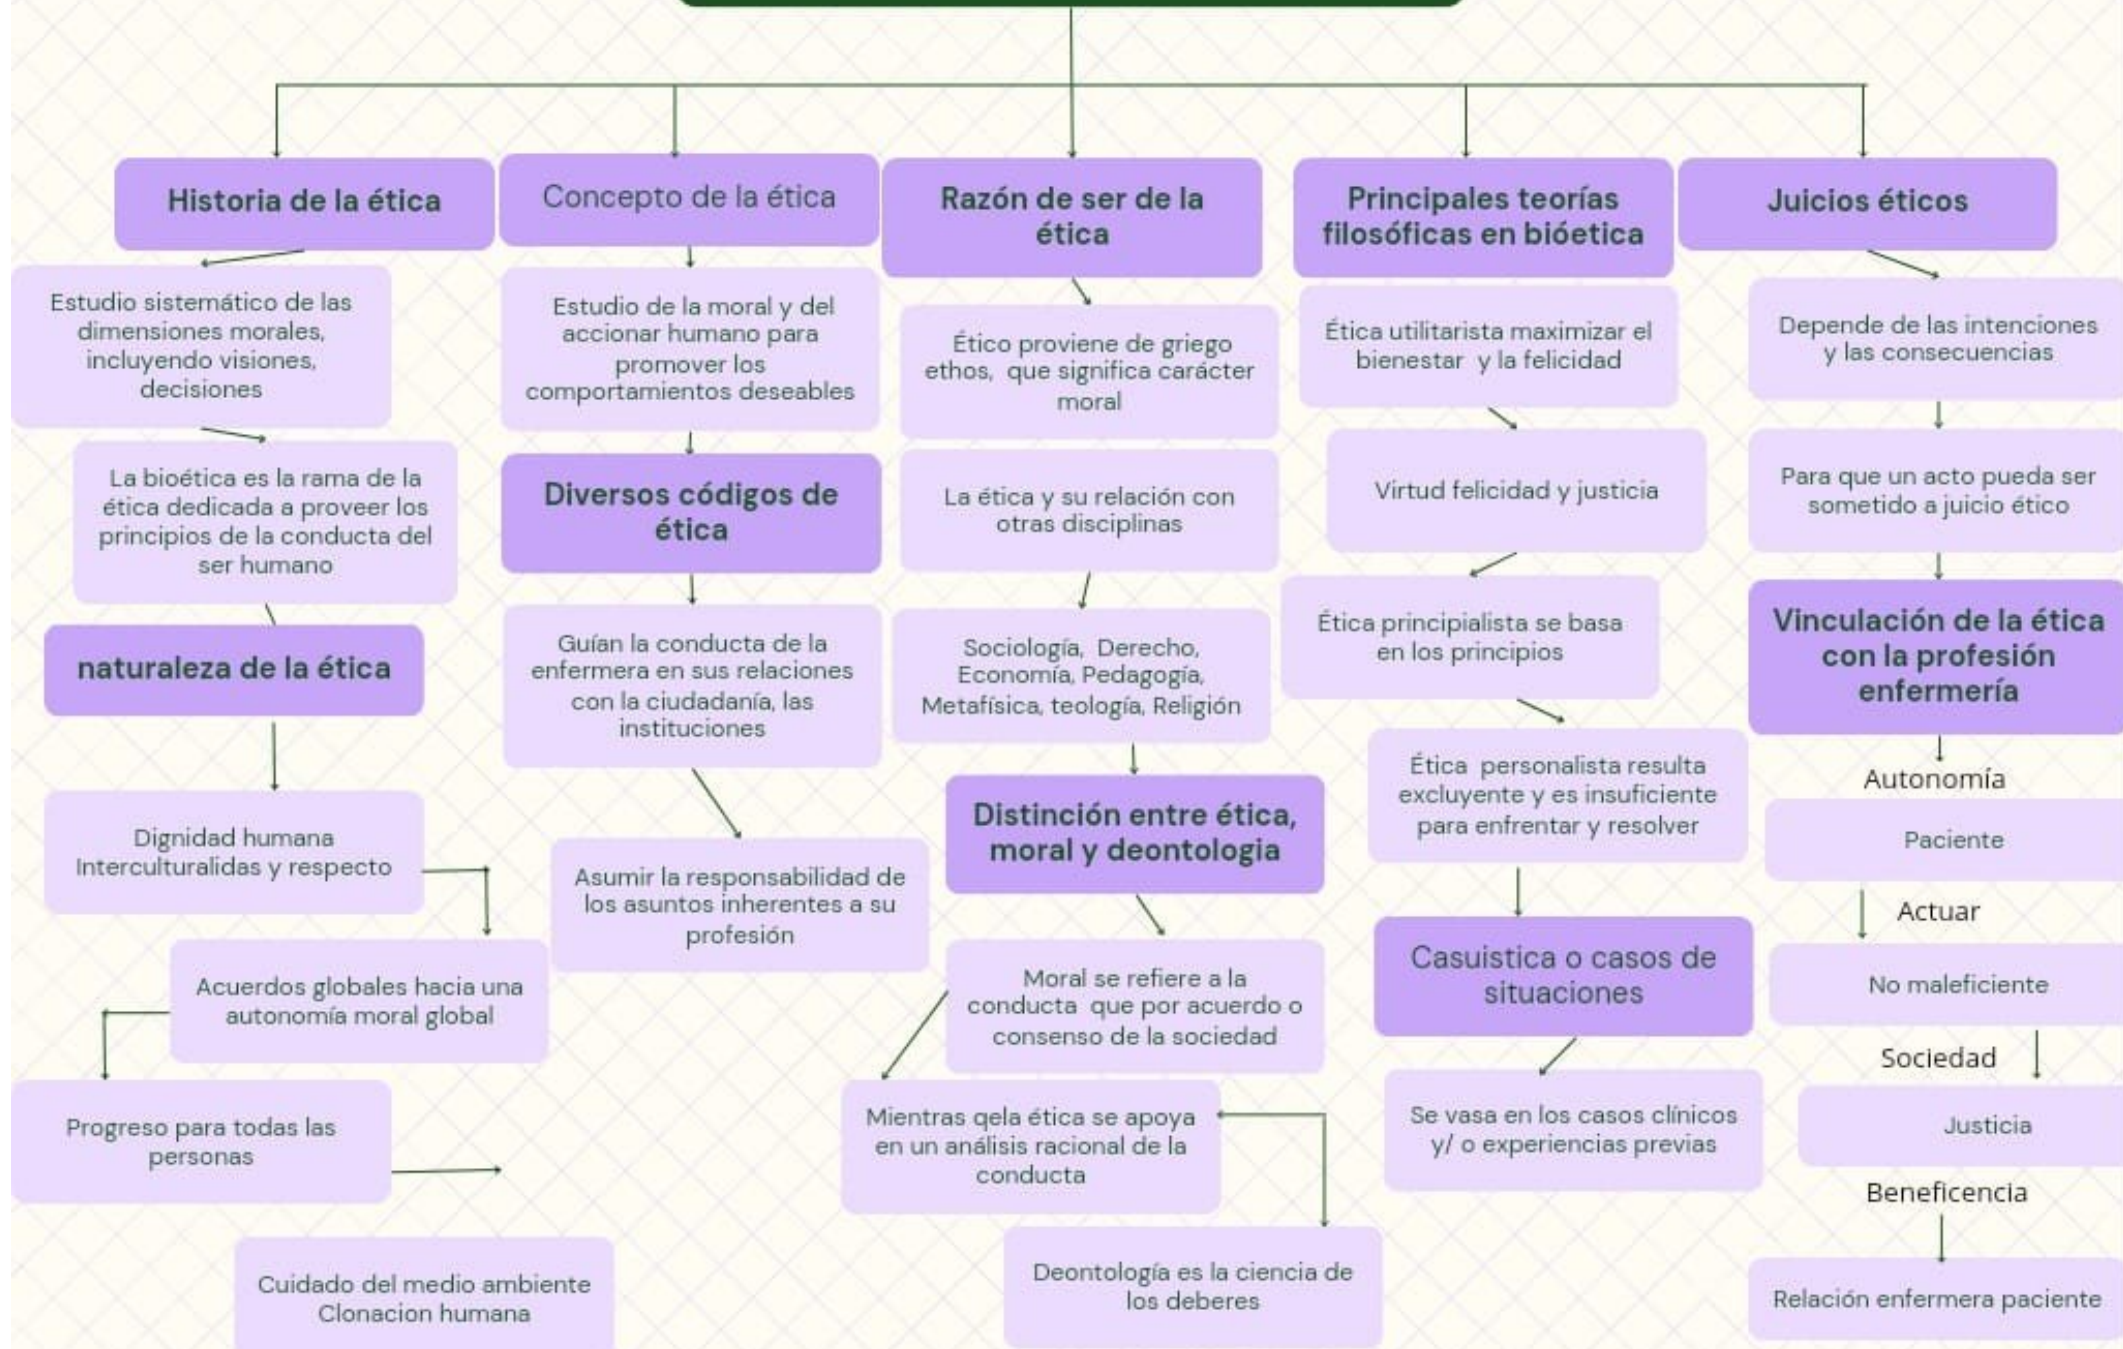 Historia de la ética
Estudio sistemático de las
dimensiones morales,
incluyendo visiones,
decisiones
La bioética es la rama de la
ética dedicada a proveer los
principios de la conducta del
ser humano
naturaleza de la ética
Dignidad humana
Interculturalidas y respecto
Acuerdos globales hacia una
autonomía moral global
Progreso para todas las
personas
Cuidado del medio ambiente
Clonacion humana
Concepto de la ética
Estudio de la moral y del
accionar humano para
promover los
comportamientos deseables
Diversos códigos de
ética
Guían la conducta de la
enfermera en sus relaciones
con la ciudadanía, las
instituciones
Asumir la responsabilidad de
los asuntos inherentes a su
profesión
Razón de ser de la
ética
Ético proviene de griego
ethos, que significa carácter
moral
La ética y su relación con
otras disciplinas
Sociología, Derecho,
Economía, Pedagogía,
Metafísica, teología, Religión
Distinción entre ética,
moral y deontologia
Moral se refiere a la
conducta que por acuerdo o
consenso de la sociedad
Mientras qela ética se apoya
en un análisis racional de la
conducta
Deontología es la ciencia de
los deberes
Principales teorías
filosóficas en bióetica
Ética utilitarista maximizar el
bienestar y la felicidad
Virtud felicidad y justicia
Ética principialista se basa
en los principios
Ética personalista resulta
excluyente y es insuficiente
para enfrentar y resolver
Casuistica o casos de
situaciones
Se vasa en los casos clínicos
y/ o experiencias previas
Juicios éticos
Depende de las intenciones
y las consecuencias
Para que un acto pueda ser
sometido a juicio ético
Vinculación de la ética
con la profesión
enfermería
Autonomía
Paciente
Actuar
No maleficiente
Sociedad
Justicia
Beneficencia
Relación enfermera paciente